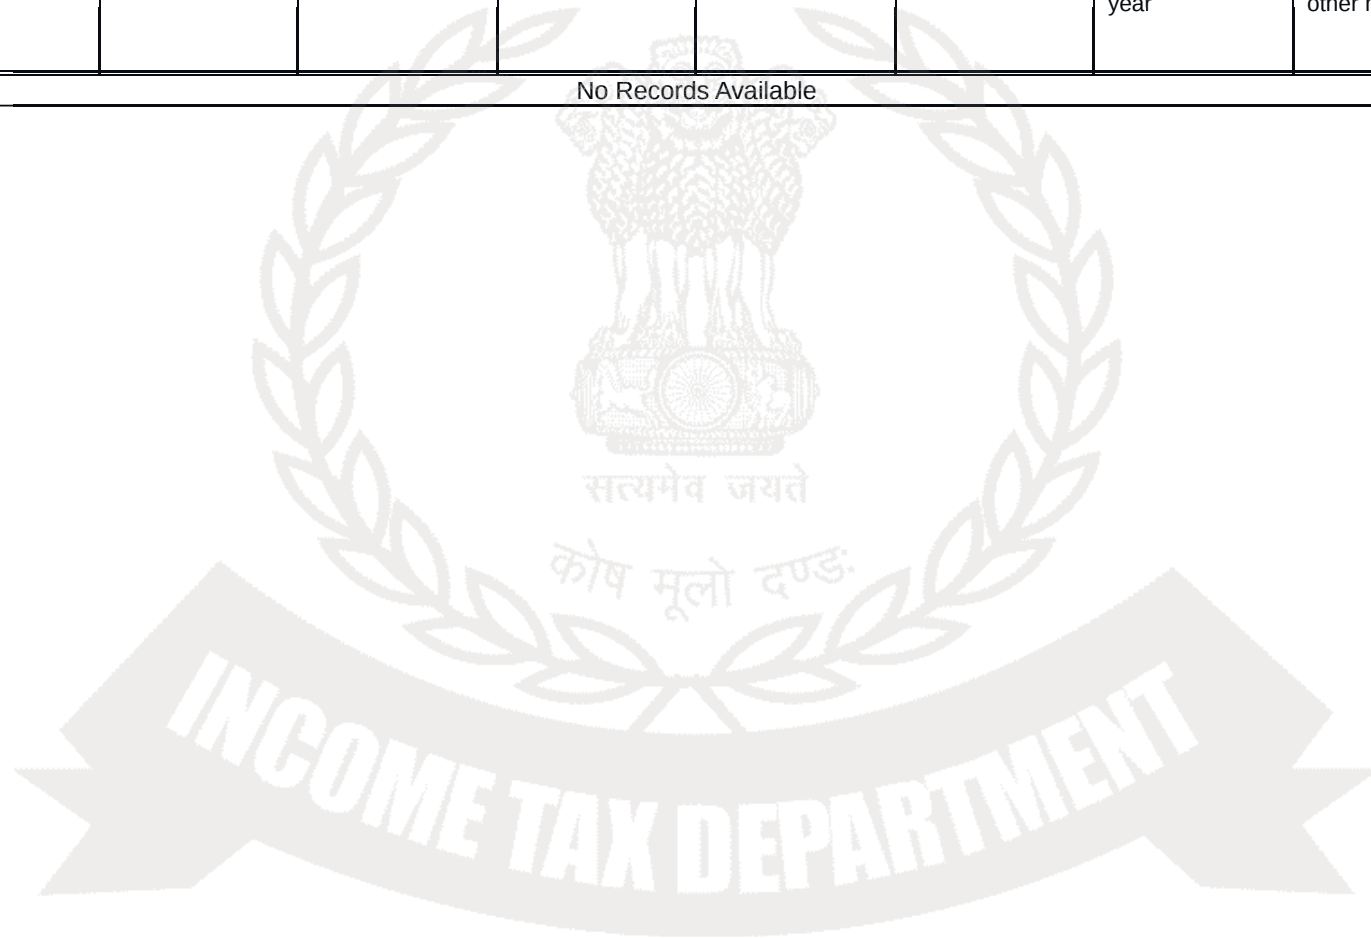 year
other
No Records Available
सत्यमेव जयते
कोष मूलो दण्डः
INCOME TAX DEPARTMENT